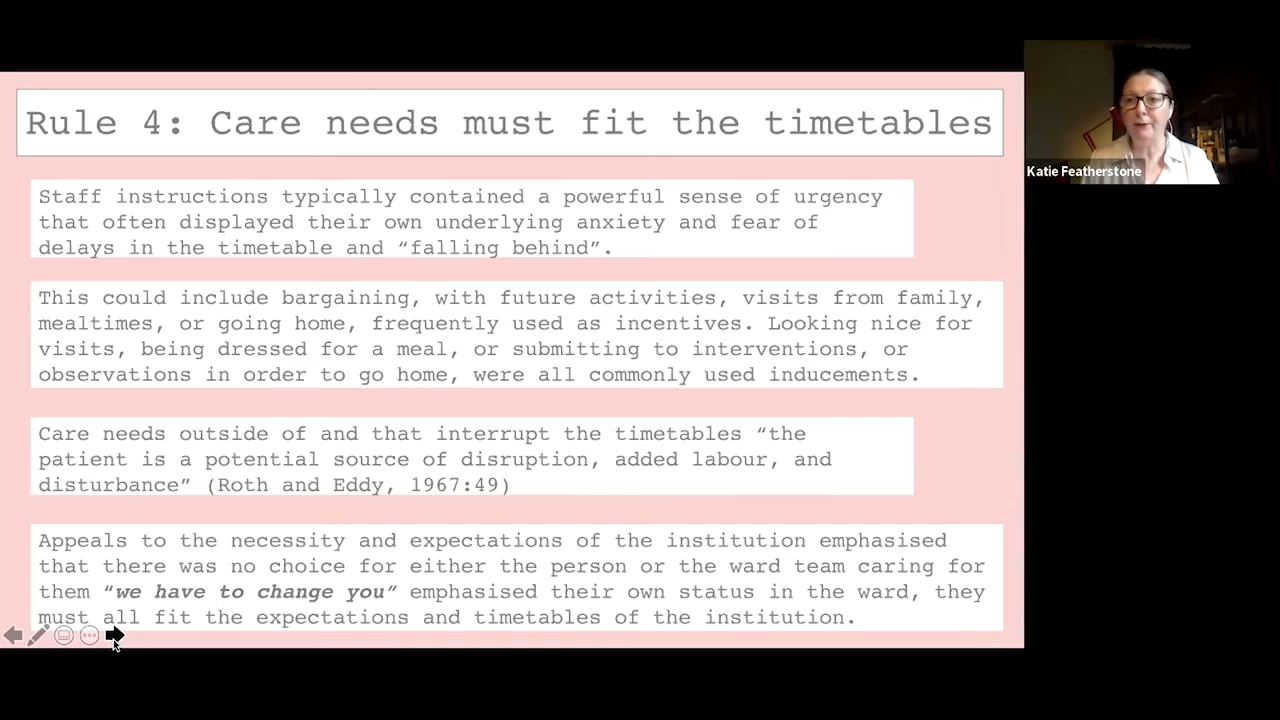 Rule 4: Care needs must fit the timetables
Staff instructions typically contained a powerful sense of urgency
that often displayed their own underlying anxiety and fear of
delays in the timetable and “falling behind”.
This could include bargaining, with future activities, visits from family,
mealtimes, or going home, frequently used as incentives. Looking nice for
visits, being dressed for a meal, or submitting to interventions, or
observations in order to go home, were all commonly used inducements.
Care needs outside of and that interrupt the timetables “the
patient is a potential source of disruption, added labour, and
disturbance” (Roth and Eddy, 1967:49)
Appeals to the necessity and expectations of the institution emphasised
that there was no choice for either the person or the ward team caring for
them “we have to change you” emphasised their own status in the ward, they
must all fit the expectations and timetables of the institution.
Katie Featherstone